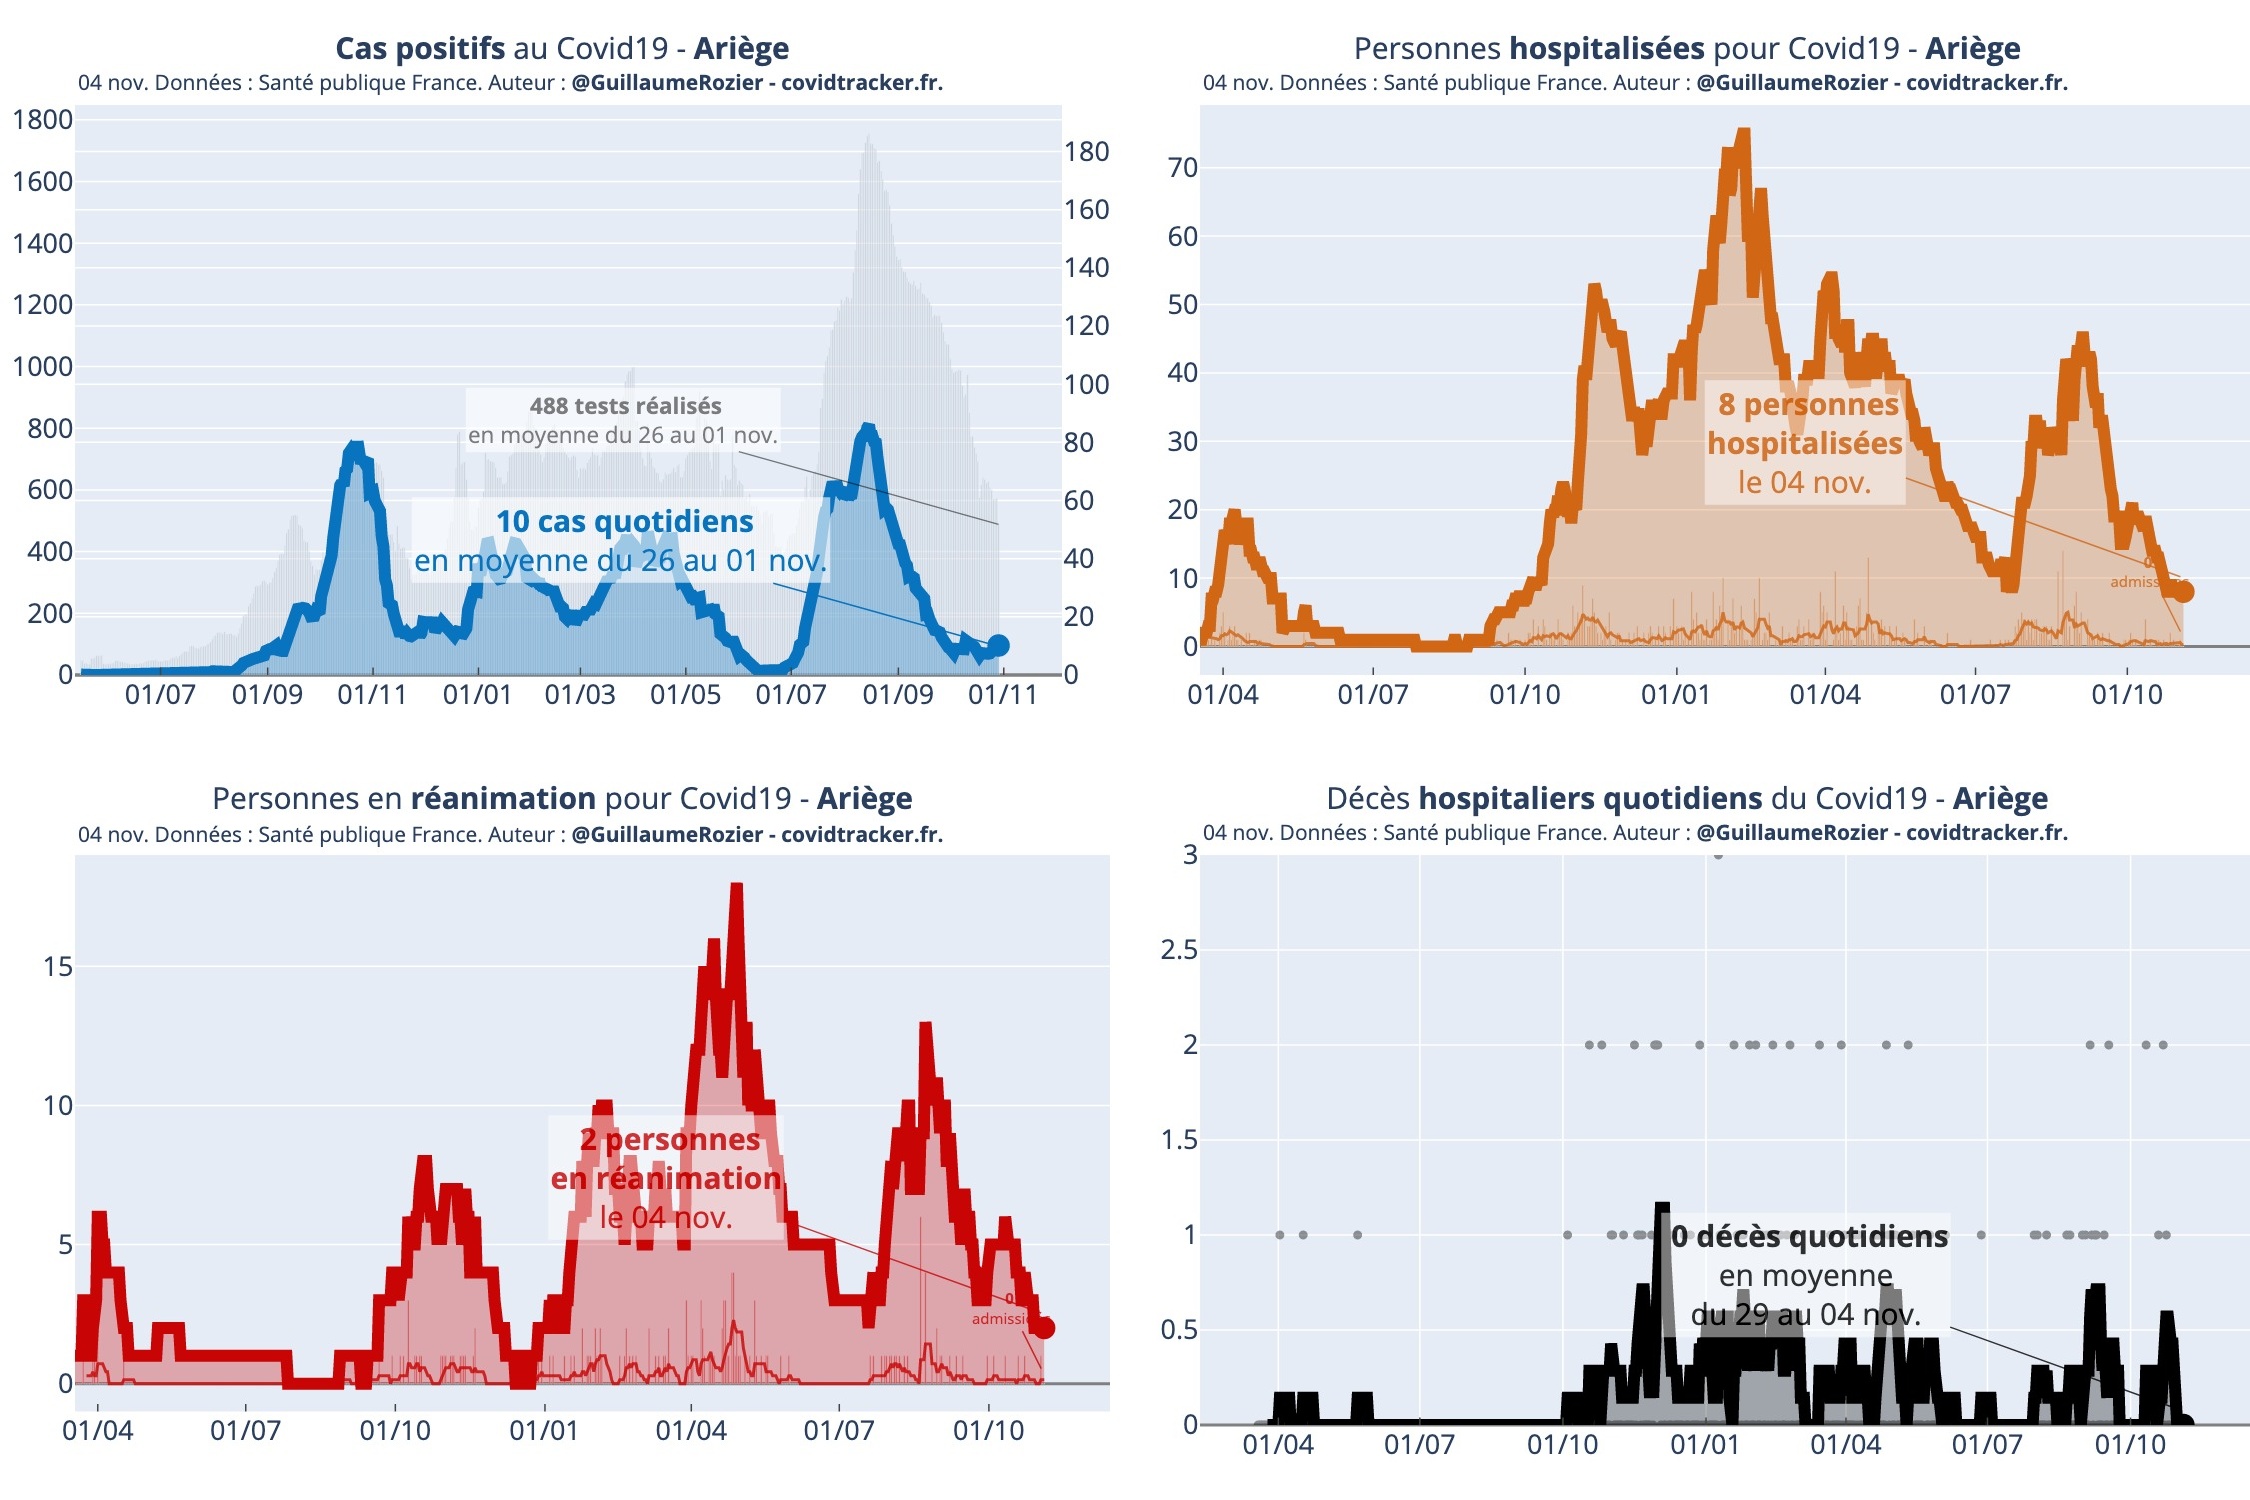 Cas positifs au Covid19 - Ariège
04 nov. Données : Santé publique France. Auteur : @GuillaumeRozier - covidtracker.fr.
1800
1600
1400
1200
1000
800
600
400
200
0
180
160
140
120
100
80
60
40
20
0
488 tests réalisés
en moyenne du 26 au 01 nov.
10 cas quotidiens
en moyenne du 26 au 01 nov.
01/07 01/09 01/11 01/01 01/03 01/05 01/07 01/09 01/11
Personnes hospitalisées pour Covid19 - Ariège
04 nov. Données : Santé publique France. Auteur : @GuillaumeRozier - covidtracker.fr.
70
60
50
40
30
20
10
0
8 personnes
hospitalisées
le 04 nov.
01/04 01/07 01/10 01/01 01/04 01/07 01/10
Personnes en réanimation pour Covid19 - Ariège
04 nov. Données : Santé publique France. Auteur : @GuillaumeRozier - covidtracker.fr.
15
10
5
0
2 personnes
en réanimation
le 04 nov.
01/04 01/07 01/10 01/01 01/04 01/07 01/10
Décès hospitaliers quotidiens du Covid19 - Ariège
04 nov. Données : Santé publique France. Auteur : @GuillaumeRozier - covidtracker.fr.
3
2.5
2
1.5
1
0.5
0
0 décès quotidiens
en moyenne
du 29 au 04 nov.
01/04 01/07 01/10 01/01 01/04 01/07 01/10